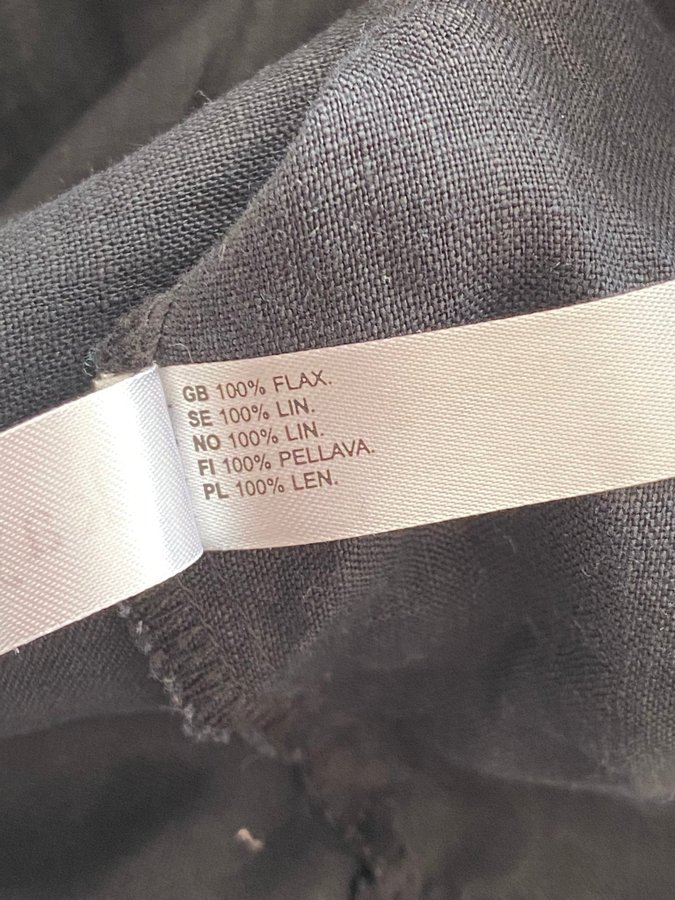 GB 100% FLAX.
SE 100% LIN.
NO 100% LIN.
FI 100% PELLAVA.
PL 100% LEN.